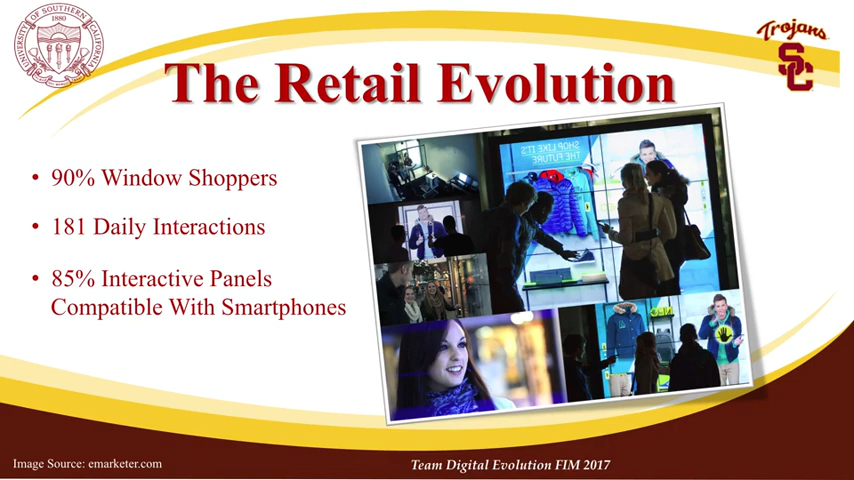 UNIVERSITY OF SOUTHERN CALIFORNIA
1880
Trojans
SC
The Retail Evolution
• 90% Window Shoppers
• 181 Daily Interactions
• 85% Interactive Panels
Compatible With Smartphones
SHOP LIKE IT'S
THE FUTURE
Image Source: emarketer.com
Team Digital Evolution FIM 2017